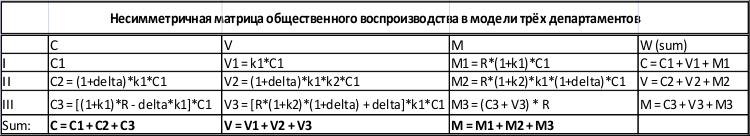 Несимметричная матрица общественного воспроизводства в модели трёх департаментов
C V M W (sum)
I C1 V1 = k1*C1 M1 = R*(1+k1)*C1 C = C1 + V1 + M1
II C2 = (1+delta)*k1*C1 V2 = (1+delta)*k1*k2*C1 M2 = R*(1+k2)*k1*(1+delta)*C1 V = C2 + V2 + M2
III C3 = [(1+k1)*R - delta*k1]*C1 V3 = [R*(1+k2)*(1+delta) + delta]*k1*C1 M3 = (C3 + V3) * R M = C3 + V3 + M3
Sum: C = C1 + C2 + C3 V = V1 + V2 + V3 M = M1 + M2 + M3